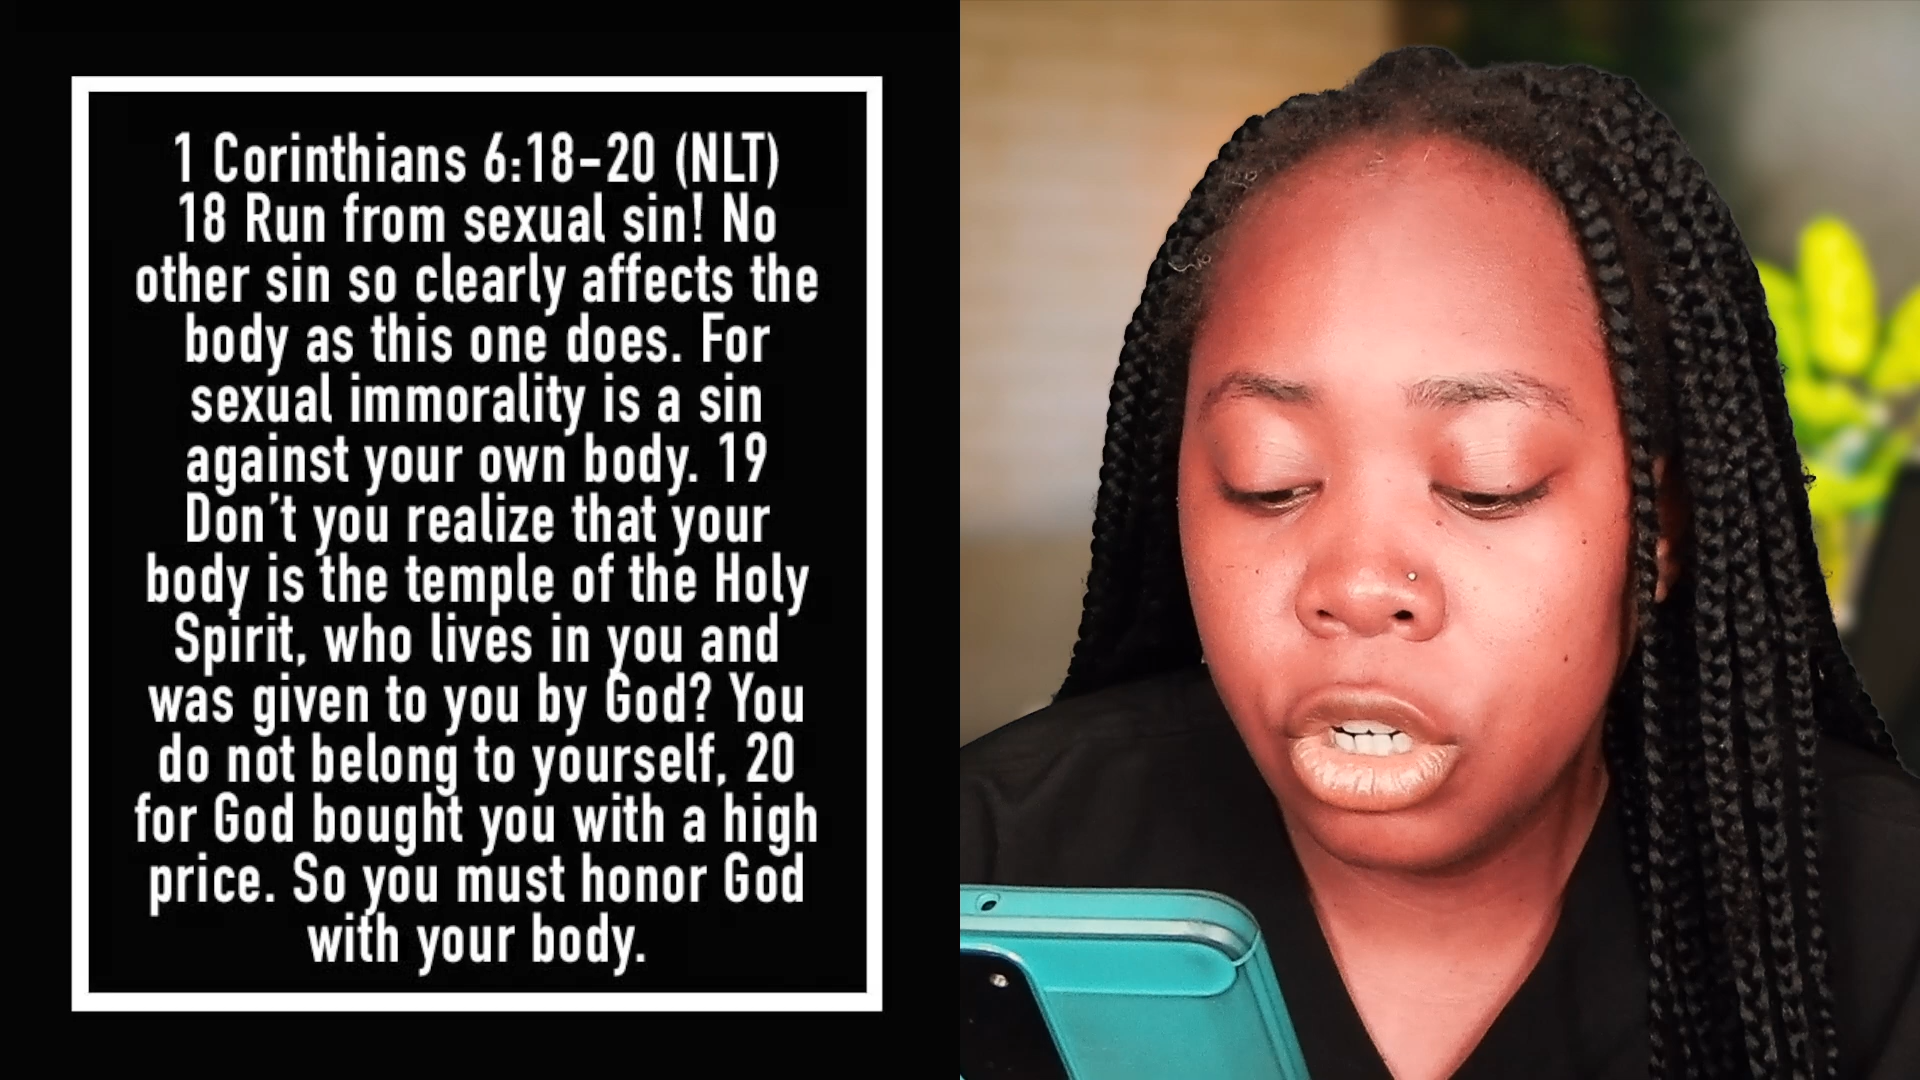 1 Corinthians 6:18-20 (NLT)
18 Run from sexual sin! No
other sin so clearly affects the
body as this one does. For
sexual immorality is a sin
against your own body. 19
Don't you realize that your
body is the temple of the Holy
Spirit, who lives in you and
was given to you by God? You
do not belong to yourself, 20
for God bought you with a high
price. So you must honor God
with your body.